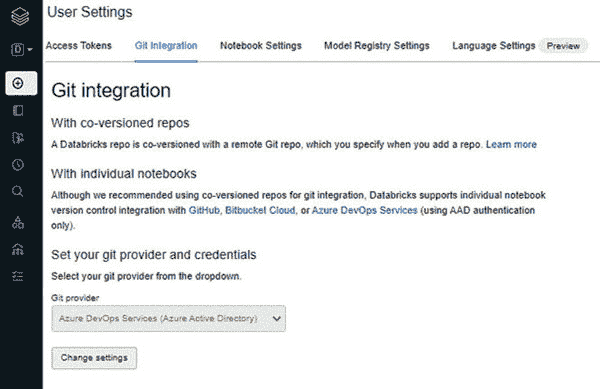 User Settings
Access Tokens Git Integration Notebook Settings Model Registry Settings Language Settings Preview
Git integration
With co-versioned repos
A Databricks repo is co-versioned with a remote Git repo, which you specify when you add a repo. Learn more
With individual notebooks
Although we recommended using co-versioned repos for git integration, Databricks supports individual notebook
version control integration with GitHub, Bitbucket Cloud, or Azure DevOps Services (using AAD authentication
only).
Set your git provider and credentials
Select your git provider from the dropdown.
Git provider
Azure DevOps Services (Azure Active Directory)
Change settings
D